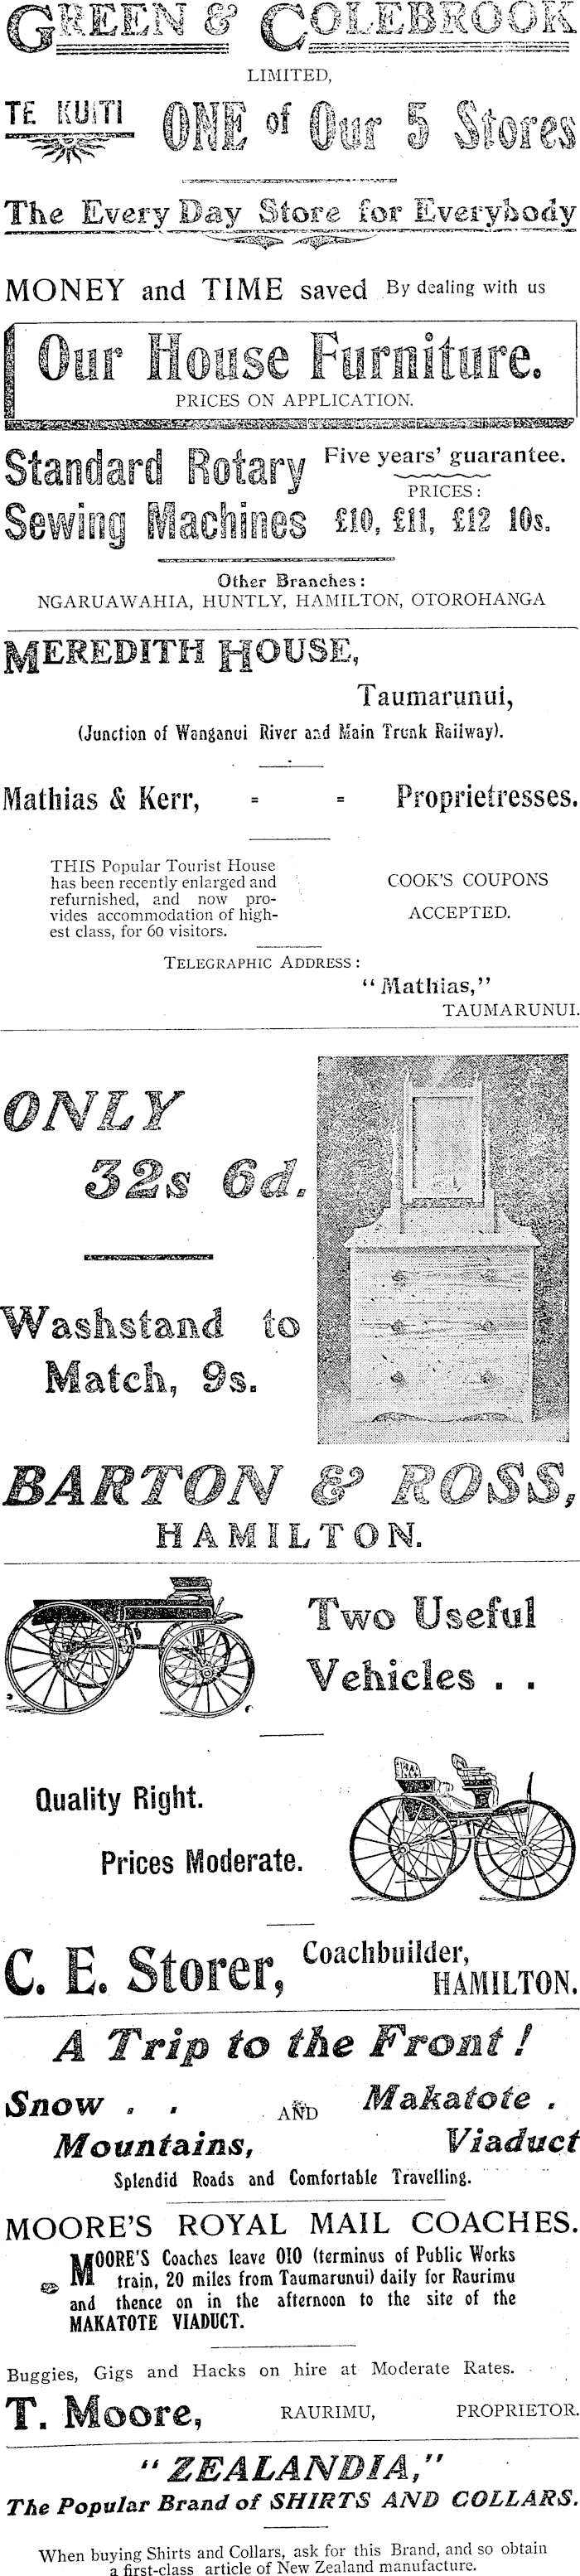 GREEN & COLEBROOK
LIMITED,
TE KUITI ONE of Our 5 Stores
The Every Day Store for Everybody
MONEY and TIME saved By dealing with us
Our House Furniture.
PRICES ON APPLICATION.
Standard Rotary Five years' guarantee.
PRICES:
Sewing Machines £10, £11, £12 10s.
Other Branches:
NGARUAWAHIA, HUNTLY, HAMILTON, OTOROHANGA
MEREDITH HOUSE,
Taumarunui,
(Junction of Wanganui River and Main Trunk Railway).
Mathias & Kerr, = = Proprietresses.
THIS Popular Tourist House
has been recently enlarged and
refurnished, and now pro-
vides accommodation of high-
est class, for 60 visitors.
COOK'S COUPONS
ACCEPTED.
TELEGRAPHIC ADDRESS:
"Mathias,"
TAUMARUNUI.
ONLY
32s 6d.
Washstand to
Match, 9s.
BARTON & ROSS,
HAMILTON.
Two Useful
Vehicles . .
Quality Right.
Prices Moderate.
C. E. Storer, Coachbuilder,
HAMILTON.
A Trip to the Front!
Snow . . AND Makatote .
Mountains, Viaduct
Splendid Roads and Comfortable Travelling.
MOORE'S ROYAL MAIL COACHES.
MOORE'S Coaches leave OIO (terminus of Public Works
train, 20 miles from Taumarunui) daily for Raurimu
and thence on in the afternoon to the site of the
MAKATOTE VIADUCT.
Buggies, Gigs and Hacks on hire at Moderate Rates.
T. Moore, RAURIMU, PROPRIETOR.
"ZEALANDIA,"
The Popular Brand of SHIRTS AND COLLARS.
When buying Shirts and Collars, ask for this Brand, and so obtain
a first-class article of New Zealand manufacture.